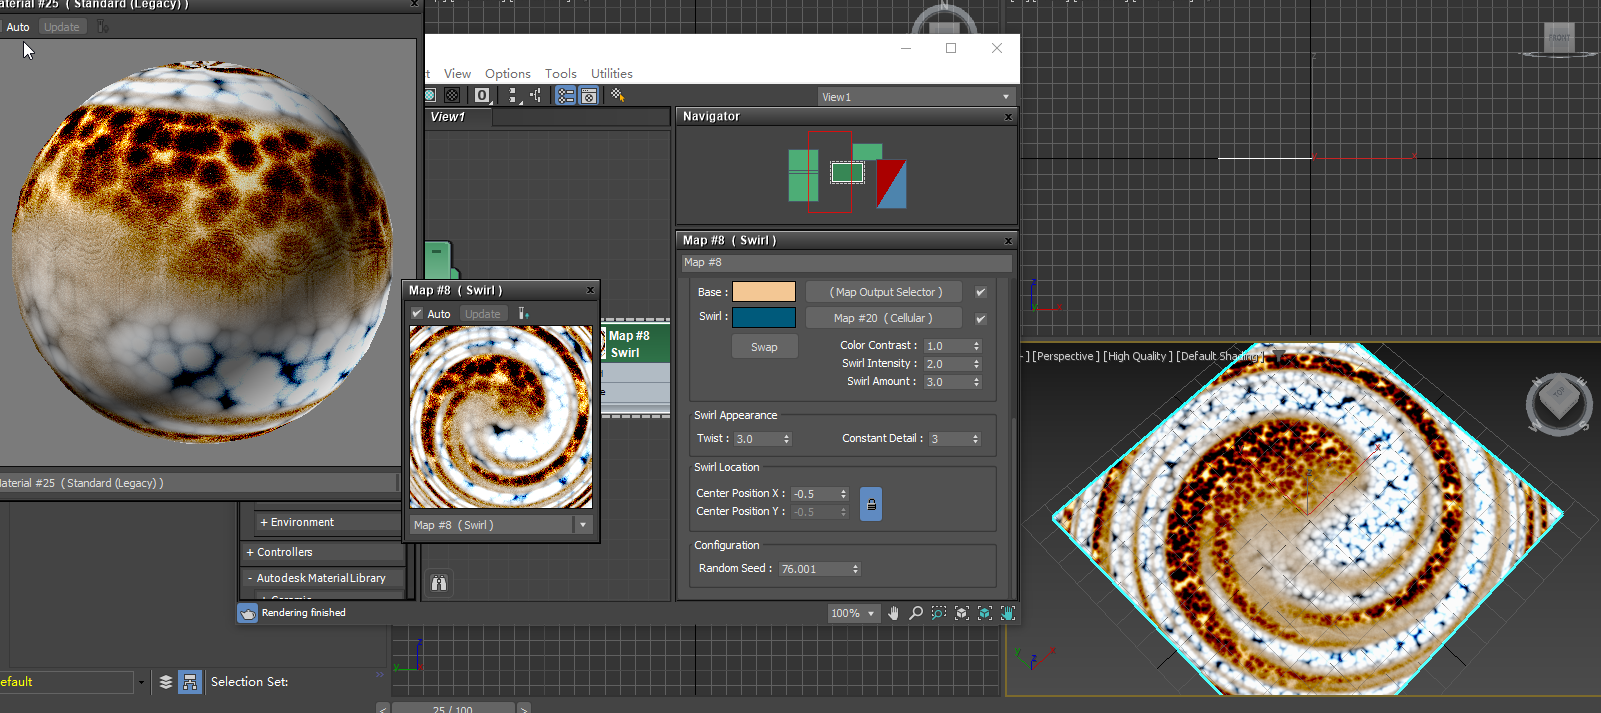 aterial #25 ( Standard (Legacy) )
Auto Update
t View Options Tools Utilities
0
View1
View1
Navigator
Map #8 ( Swirl )
Map #8
Base : ( Map Output Selector )
Swirl : Map #20 ( Cellular )
Swap
Color Contrast : 1.0
Swirl Intensity : 2.0
Swirl Amount : 3.0
Swirl Appearance
Twist : 3.0 Constant Detail : 3
Swirl Location
Center Position X : -0.5
Center Position Y : -0.5
Configuration
Random Seed : 76.001
Map #8 ( Swirl )
Auto Update
Map #8 ( Swirl )
Map #8
Swirl
e
aterial #25 ( Standard (Legacy) )
+ Environment
+ Controllers
- Autodesk Material Library
+ Ceramic
Rendering finished
100%
efault
Selection Set:
25 / 100
< >
N
FRONT
z
y
x
- ] [Perspective ] [High Quality ] [Default Shading ]
TOP
N
E
W
S